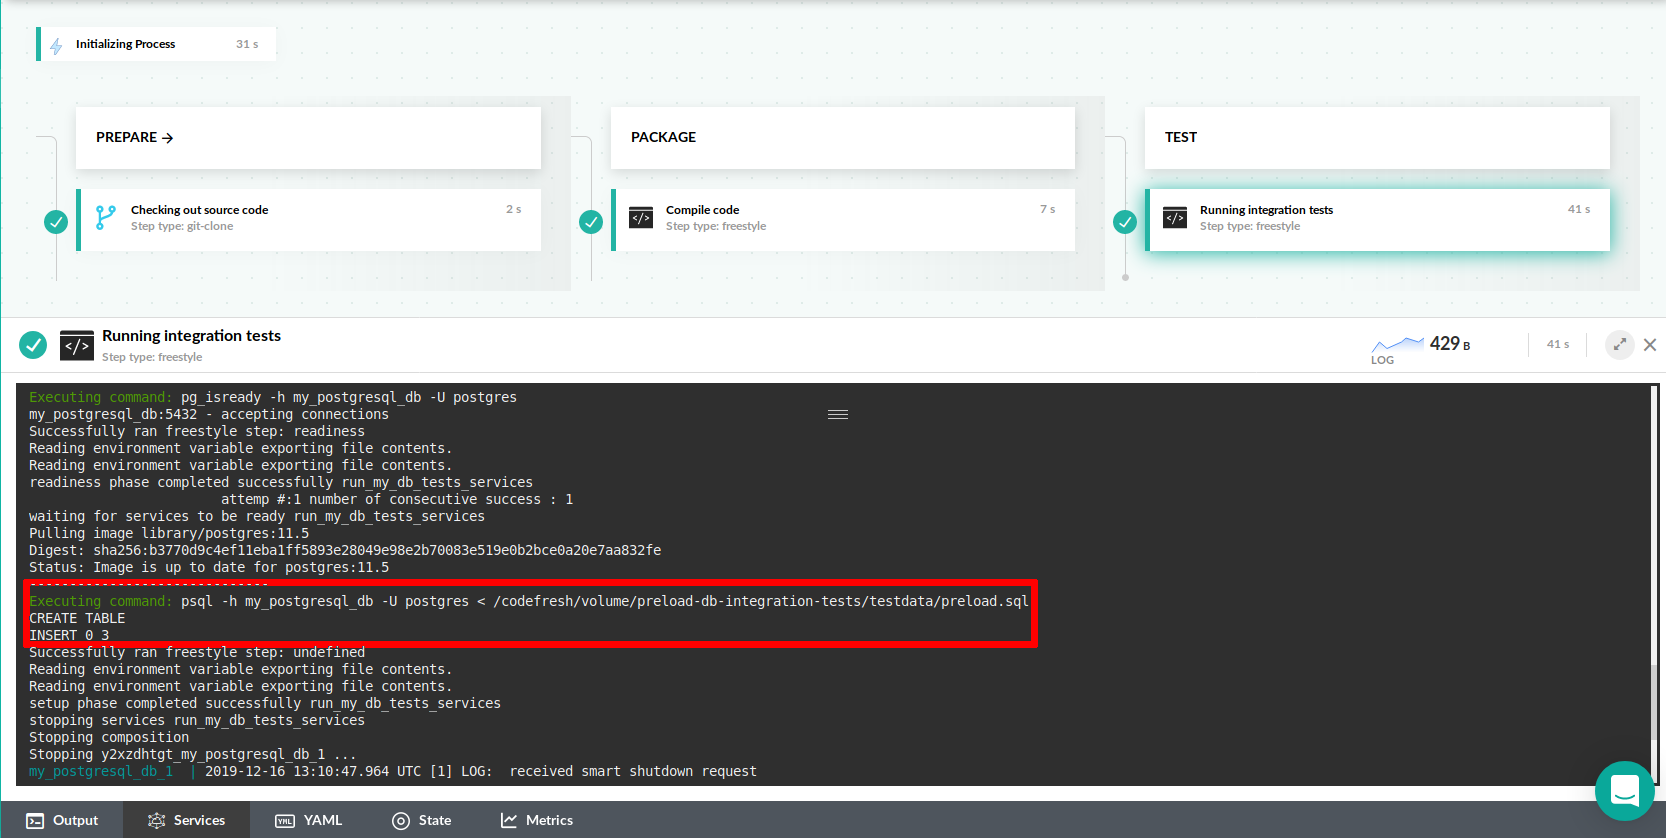 Initializing Process 31 s
PREPARE →
PACKAGE
TEST
Checking out source code 2 s
Step type: git-clone
</> Compile code 7 s
Step type: freestyle
</> Running integration tests 41 s
Step type: freestyle
</> Running integration tests
Step type: freestyle
LOG
429 B
41 s
Executing command: pg_isready -h my_postgresql_db -U postgres
my_postgresql_db:5432 - accepting connections
Successfully ran freestyle step: readiness
Reading environment variable exporting file contents.
Reading environment variable exporting file contents.
readiness phase completed successfully run_my_db_tests_services
attemp #:1 number of consecutive success : 1
waiting for services to be ready run_my_db_tests_services
Pulling image library/postgres:11.5
Digest: sha256:b3770d9c4ef11eba1ff5893e28049e98e2b70083e519e0b2bce0a20e7aa832fe
Status: Image is up to date for postgres:11.5
------------------------------
Executing command: psql -h my_postgresql_db -U postgres < /codefresh/volume/preload-db-integration-tests/testdata/preload.sql
CREATE TABLE
INSERT 0 3
Successfully ran freestyle step: undefined
Reading environment variable exporting file contents.
Reading environment variable exporting file contents.
setup phase completed successfully run_my_db_tests_services
stopping services run_my_db_tests_services
Stopping composition
Stopping y2xzdhtgt_my_postgresql_db_1 ...
my_postgresql_db_1 | 2019-12-16 13:10:47.964 UTC [1] LOG: received smart shutdown request
Output
Services
YML YAML
State
Metrics